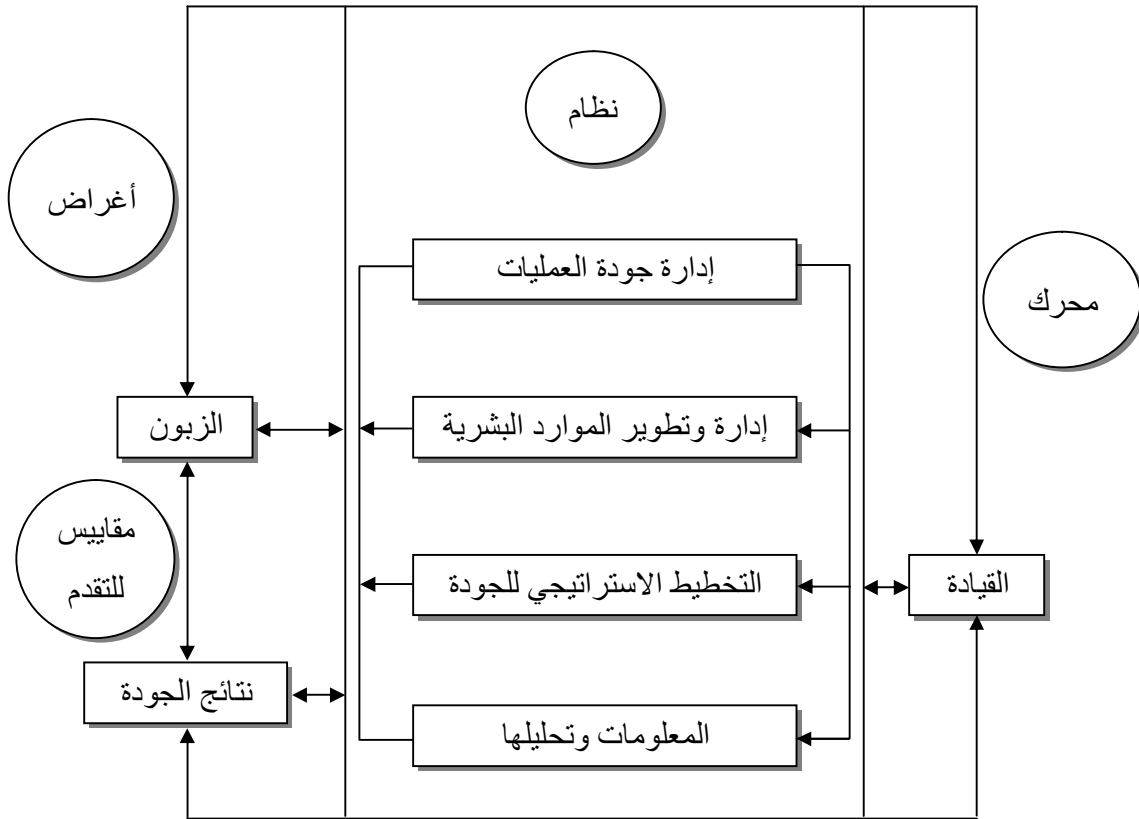 نظام
أغراض
محرك
إدارة جودة العمليات
الزبون
إدارة وتطوير الموارد البشرية
مقاييس
للتقدم
التخطيط الاستراتيجي للجودة
القيادة
نتائج الجودة
المعلومات وتحليلها